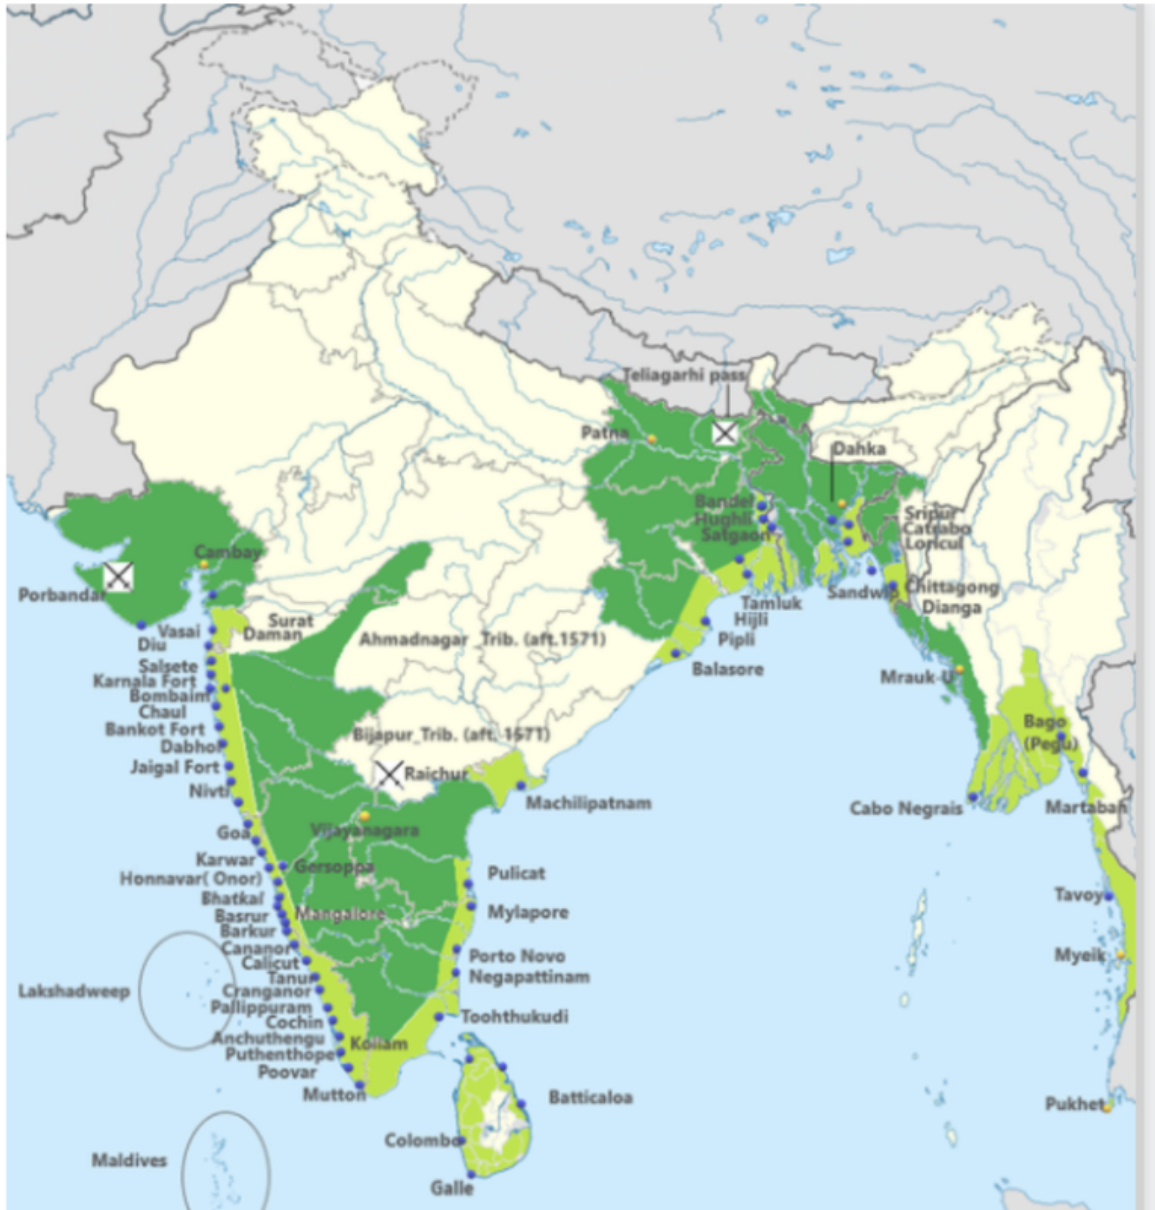 Teliagarhi pass
Patna
Dahka
Bandel
Hughli
Satgaon
Sripur
Catrabo
Loricul
Cambay
Porbandar
Sandwip
Chittagong
Dianga
Tamluk
Hijli
Pipli
Balasore
Surat
Daman
Vasai
Diu
Ahmadnagar_Trib. (aft.1571)
Salsete
Karnala Fort
Bombaim
Chaul
Bankot Fort
Dabhol
Jaigal Fort
Nivti
Mrauk-U
Bijapur_Trib. (aft. 1571)
Bago
(Pegu)
Raichur
Machilipatnam
Cabo Negrais
Martaban
Vijayanagara
Goa
Karwar
Gersoppa
Honnavar( Onor)
Bhatkal
Basrur
Mangalore
Barkur
Cananor
Calicut
Tanur
Cranganor
Pallippuram
Cochin
Anchuthengu
Kollam
Puthenthope
Poovar
Mutton
Pulicat
Mylapore
Porto Novo
Negapattinam
Toohthukudi
Tavoy
Myeik
Lakshadweep
Batticaloa
Pukhet
Colombo
Maldives
Galle